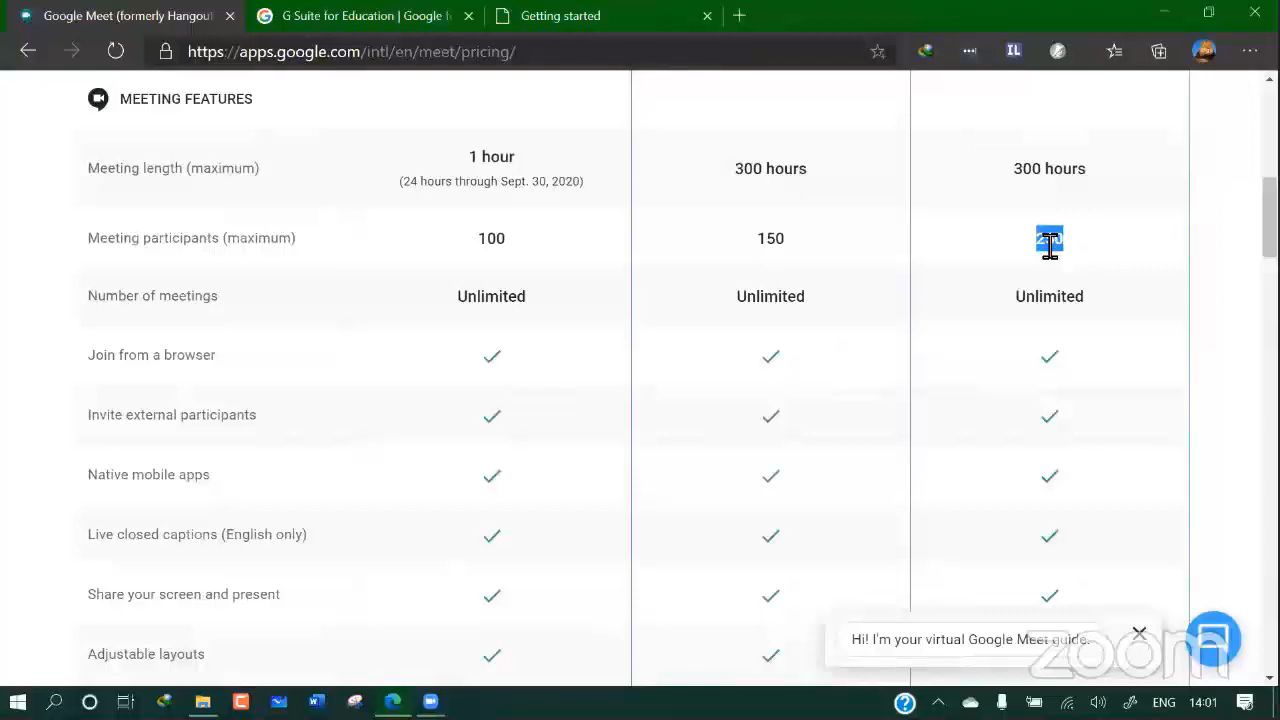 Google Meet (formerly Hangout
G Suite for Education | Google
Getting started
https://apps.google.com/intl/en/meet/pricing/
IL
MEETING FEATURES
Meeting length (maximum)
1 hour
(24 hours through Sept. 30, 2020)
300 hours
300 hours
Meeting participants (maximum)
100
150
250
Number of meetings
Unlimited
Unlimited
Unlimited
Join from a browser
Invite external participants
Native mobile apps
Live closed captions (English only)
Share your screen and present
Adjustable layouts
Hi! I'm your virtual Google Meet guide.
zoom
ENG
14:01